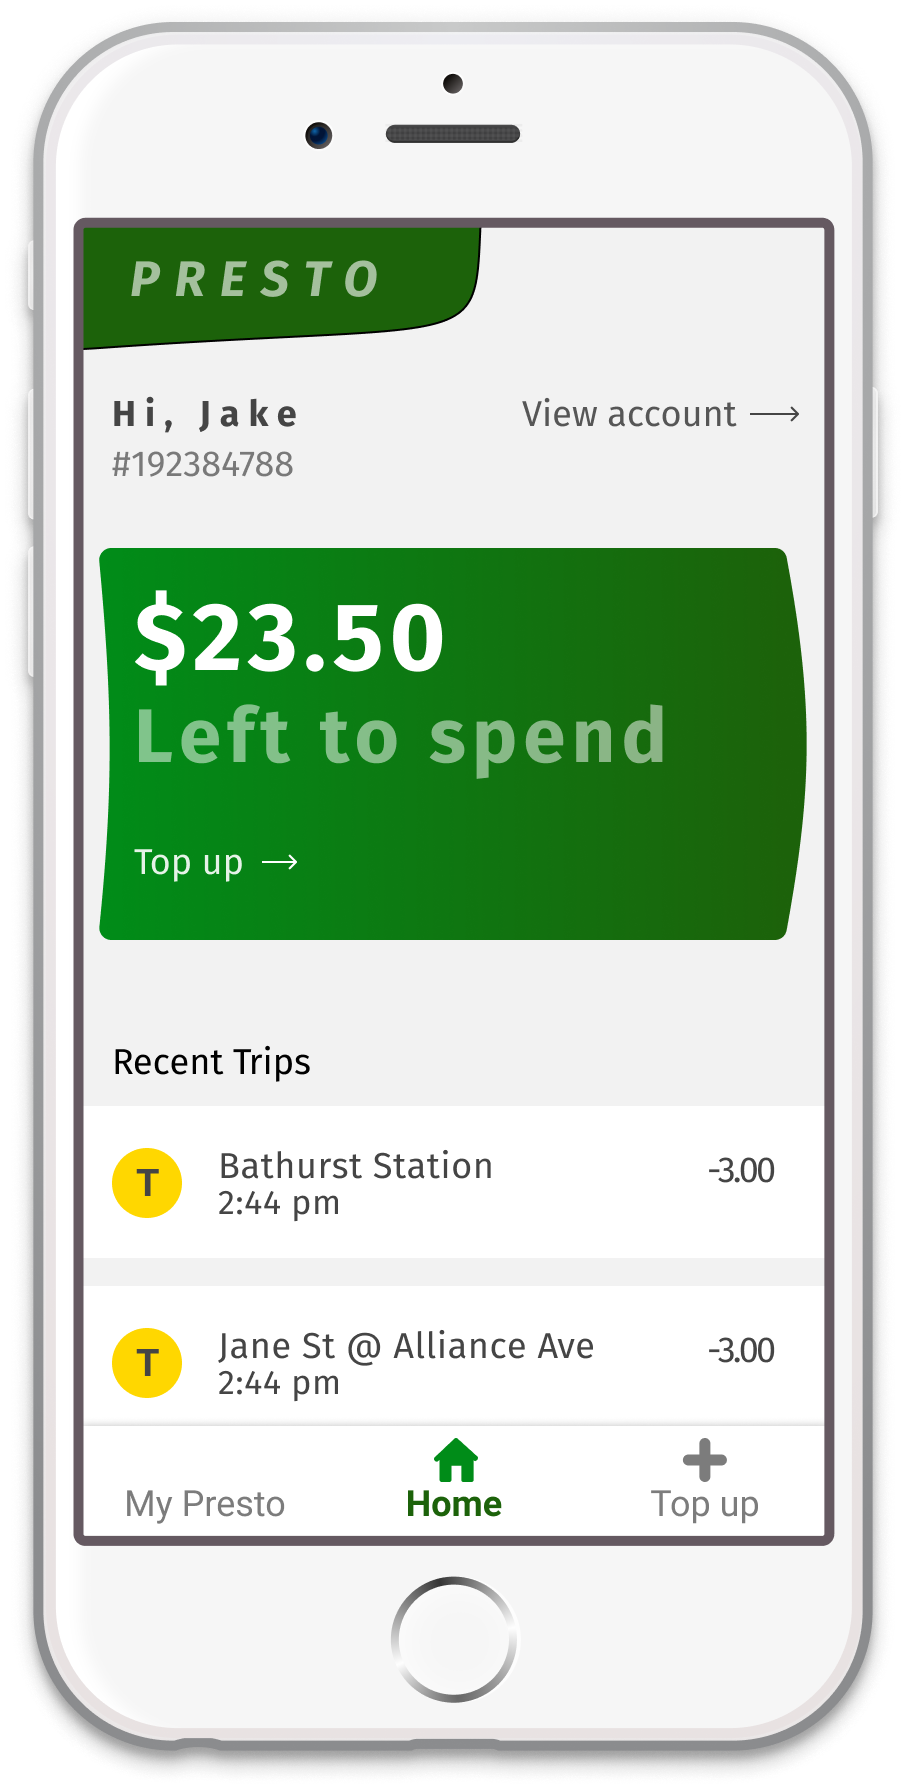 PRESTO
Hi, Jake
View account
#192384788
$23.50
Left to spend
Top up
Recent Trips
T
Bathurst Station
-3.00
2:44 pm
T
Jane St @ Alliance Ave
-3.00
2:44 pm
My Presto
Home
Top up